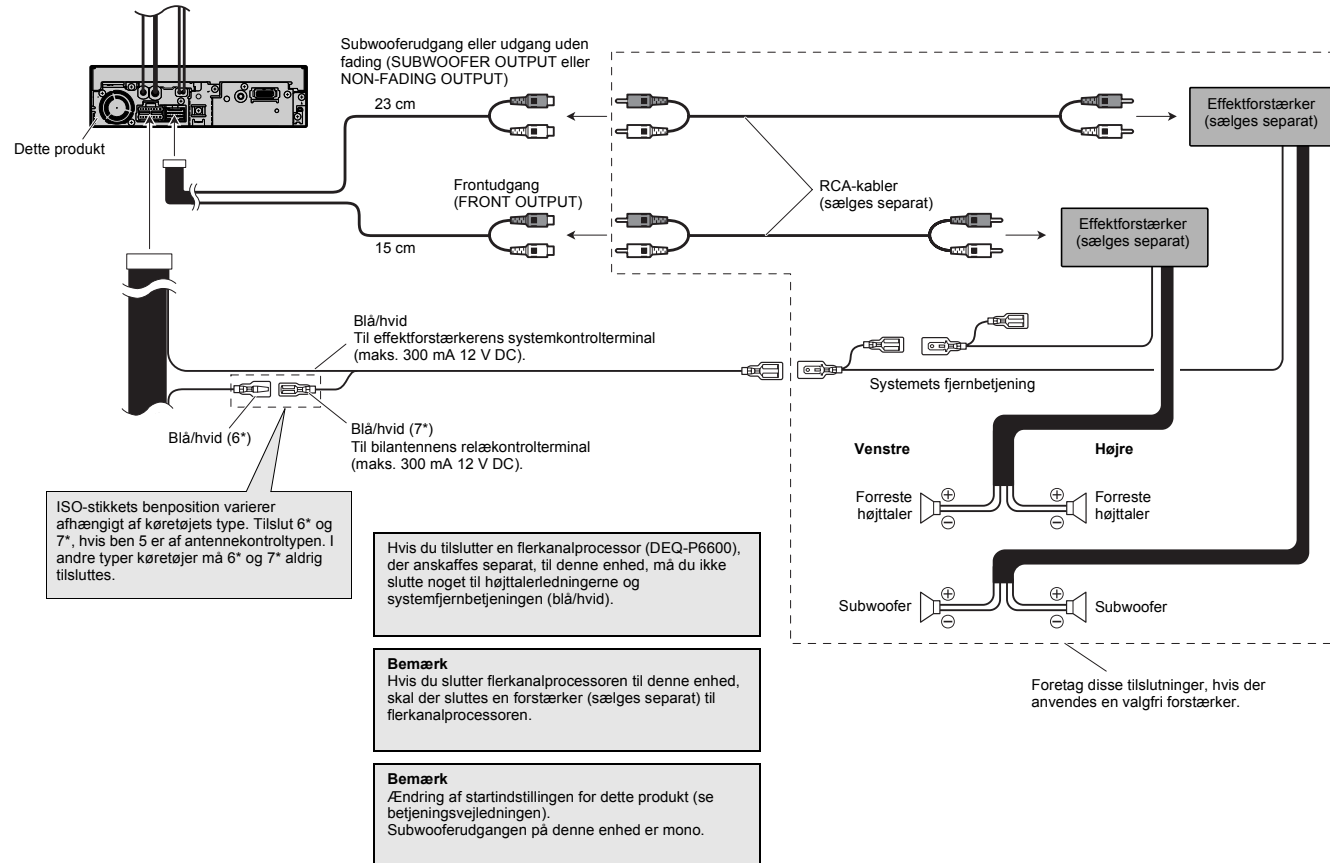 Subwooferudgang eller udgang uden
fading (SUBWOOFER OUTPUT eller
NON-FADING OUTPUT)
23 cm
Effektforstærker
(sælges separat)
Dette produkt
Frontudgang
(FRONT OUTPUT)
RCA-kabler
(sælges separat)
Effektforstærker
(sælges separat)
15 cm
Blå/hvid
Til effektforstærkerens systemkontrolterminal
(maks. 300 mA 12 V DC).
Systemets fjernbetjening
Blå/hvid (6*)
Blå/hvid (7*)
Til bilantennens relækontrolterminal
(maks. 300 mA 12 V DC).
Venstre
Højre
ISO-stikkets benposition varierer
afhængigt af køretøjets type. Tilslut 6* og
7*, hvis ben 5 er af antennekontroltypen. I
andre typer køretøjer må 6* og 7* aldrig
tilsluttes.
Forreste
højttaler
Forreste
højttaler
Hvis du tilslutter en flerkanalprocessor (DEQ-P6600),
der anskaffes separat, til denne enhed, må du ikke
slutte noget til højttalerledningerne og
systemfjernbetjeningen (blå/hvid).
Subwoofer
Subwoofer
Bemærk
Hvis du slutter flerkanalprocessoren til denne enhed,
skal der sluttes en forstærker (sælges separat) til
flerkanalprocessoren.
Foretag disse tilslutninger, hvis der
anvendes en valgfri forstærker.
Bemærk
Ændring af startindstillingen for dette produkt (se
betjeningsvejledningen).
Subwooferudgangen på denne enhed er mono.